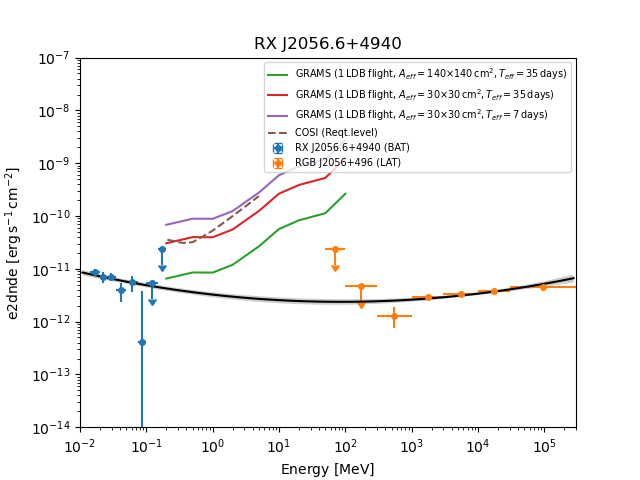 RX J2056.6+4940
GRAMS (1 LDB flight, A_eff = 140×140 cm², T_eff = 35 days)
GRAMS (1 LDB flight, A_eff = 30×30 cm², T_eff = 35 days)
GRAMS (1 LDB flight, A_eff = 30×30 cm², T_eff = 7 days)
COSI (Reqt.level)
RX J2056.6+4940 (BAT)
RGB J2056+496 (LAT)
e2dnde [erg s⁻¹ cm⁻²]
10⁻⁷
10⁻⁸
10⁻⁹
10⁻¹⁰
10⁻¹¹
10⁻¹²
10⁻¹³
10⁻¹⁴
10⁻² 10⁻¹ 10⁰ 10¹ 10² 10³ 10⁴ 10⁵
Energy [MeV]